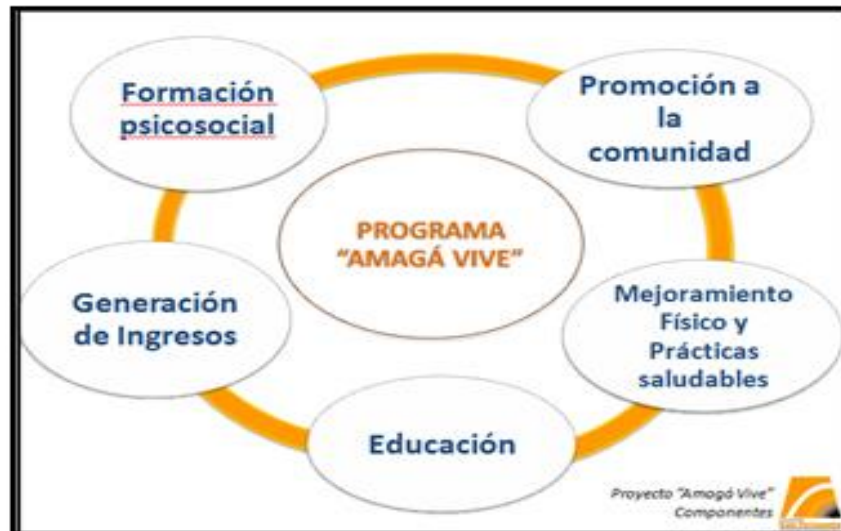 Formación
psicosocial
Promoción a
la
comunidad
PROGRAMA
“AMAGÁ VIVE”
Generación
de Ingresos
Mejoramiento
Físico y
Prácticas
saludables
Educación
Proyecto “Amagá Vive”
Componentes